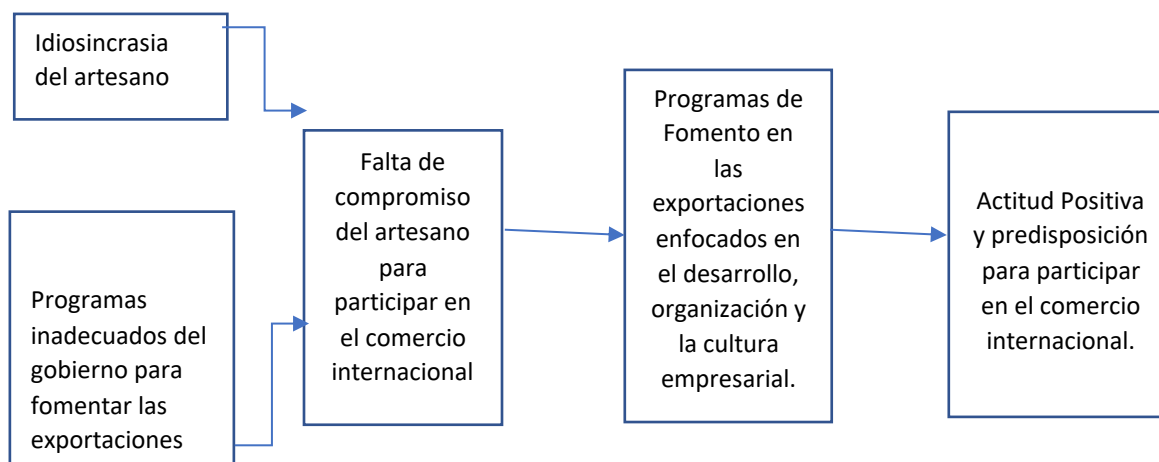 Idiosincrasia
del artesano
Programas
inadecuados del
gobierno para
fomentar las
exportaciones
Falta de
compromiso
del artesano
para
participar en
el comercio
internacional
Programas de
Fomento en
las
exportaciones
enfocados en
el desarrollo,
organización y
la cultura
empresarial.
Actitud Positiva
y predisposición
para participar
en el comercio
internacional.